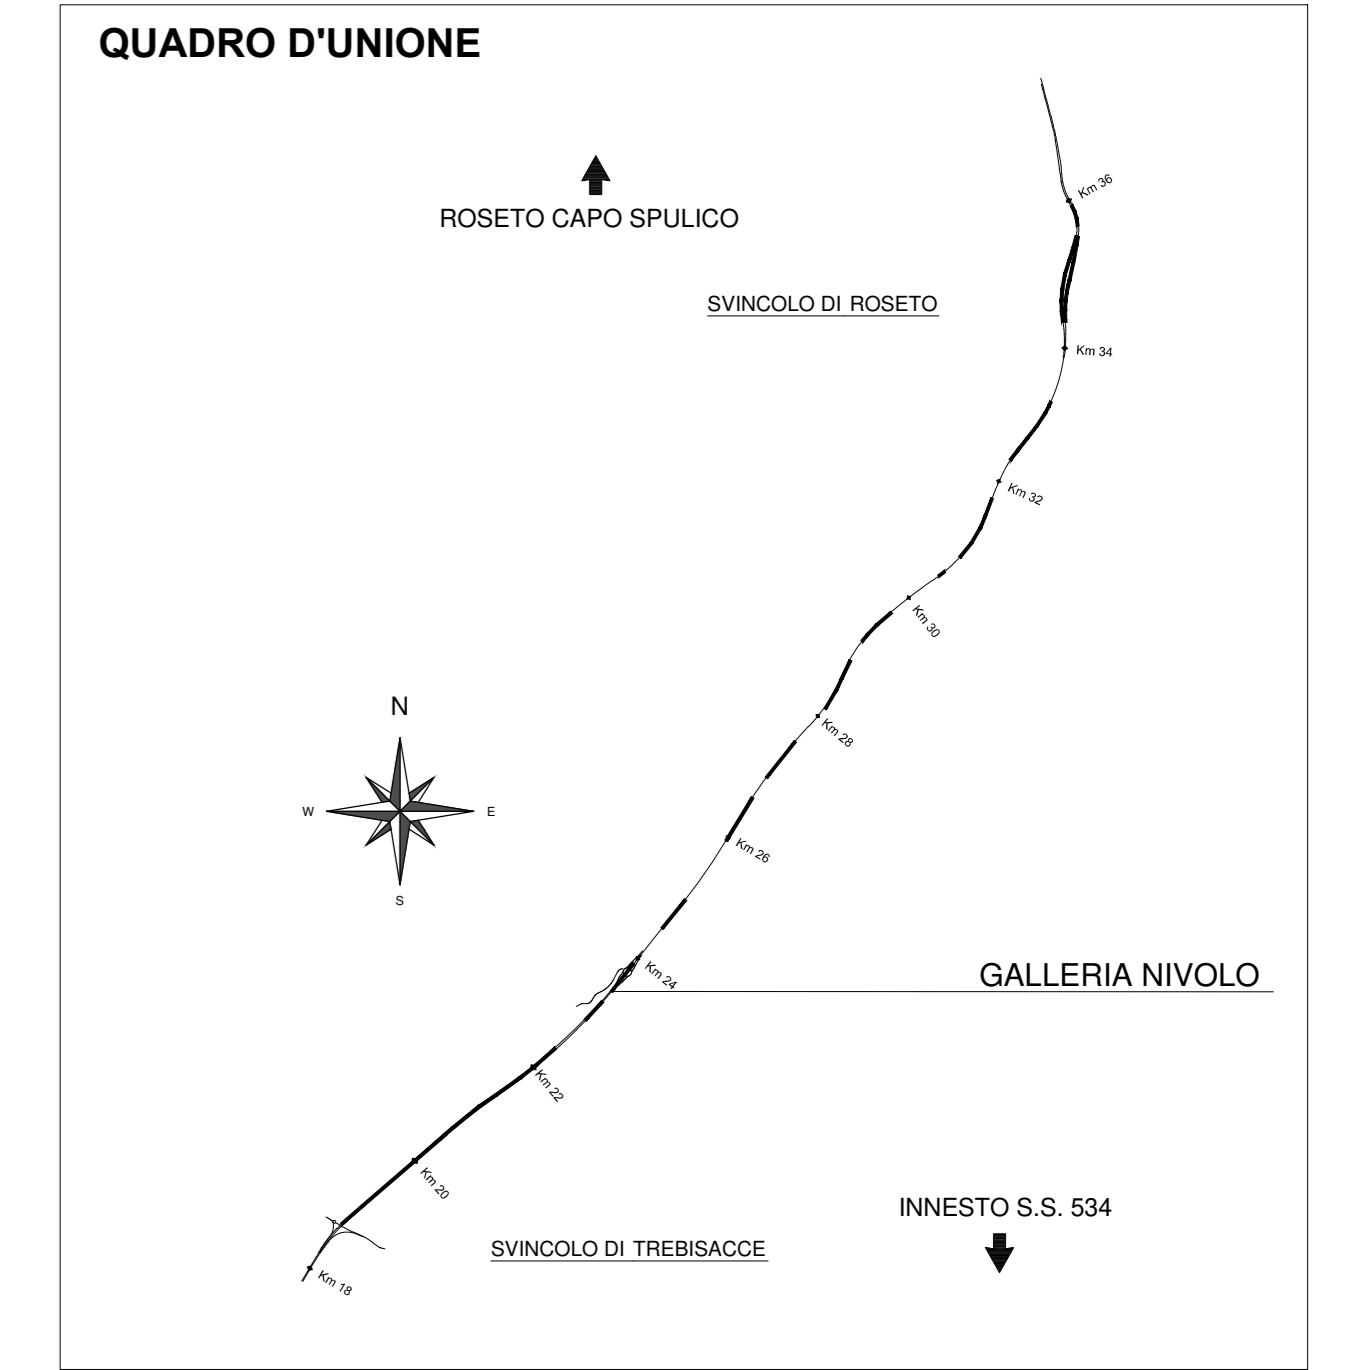 QUADRO D'UNIONE
Km 36
ROSETO CAPO SPULICO
SVINCOLO DI ROSETO
Km 34
Km 32
Km 30
N
Km 28
W
E
Km 26
S
Km 24
GALLERIA NIVOLO
Km 22
Km 20
INNESTO S.S. 534
SVINCOLO DI TREBISACCE
Km 18